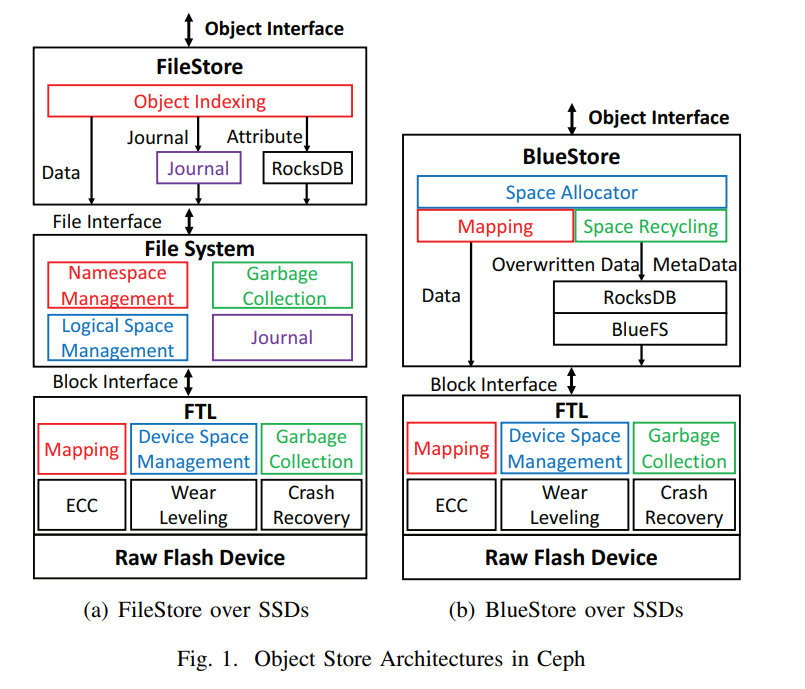 Object Interface
FileStore
Object Indexing
Journal
Attribute
Data
Journal
RocksDB
File Interface
File System
Namespace
Management
Garbage
Collection
Logical Space
Management
Journal
Block Interface
FTL
Mapping
Device Space
Management
Garbage
Collection
ECC
Wear
Leveling
Crash
Recovery
Raw Flash Device
(a) FileStore over SSDs
Object Interface
BlueStore
Space Allocator
Mapping
Space Recycling
Overwritten Data
MetaData
Data
RocksDB
BlueFS
Block Interface
FTL
Mapping
Device Space
Management
Garbage
Collection
ECC
Wear
Leveling
Crash
Recovery
Raw Flash Device
(b) BlueStore over SSDs
Fig. 1. Object Store Architectures in Ceph